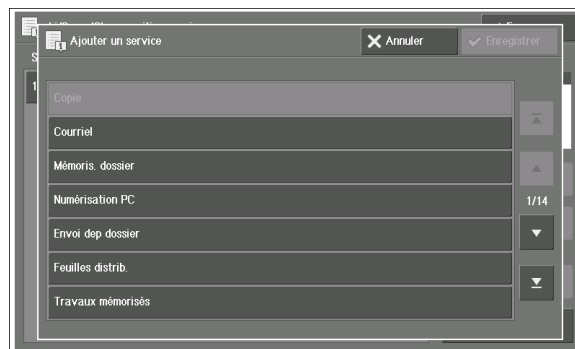 Ajouter un service
Annuler
Enregistrer
Copie
Courriel
Mémoris. dossier
Numérisation PC
1/14
Envoi dep dossier
Feuilles distrib.
Travaux mémorisés